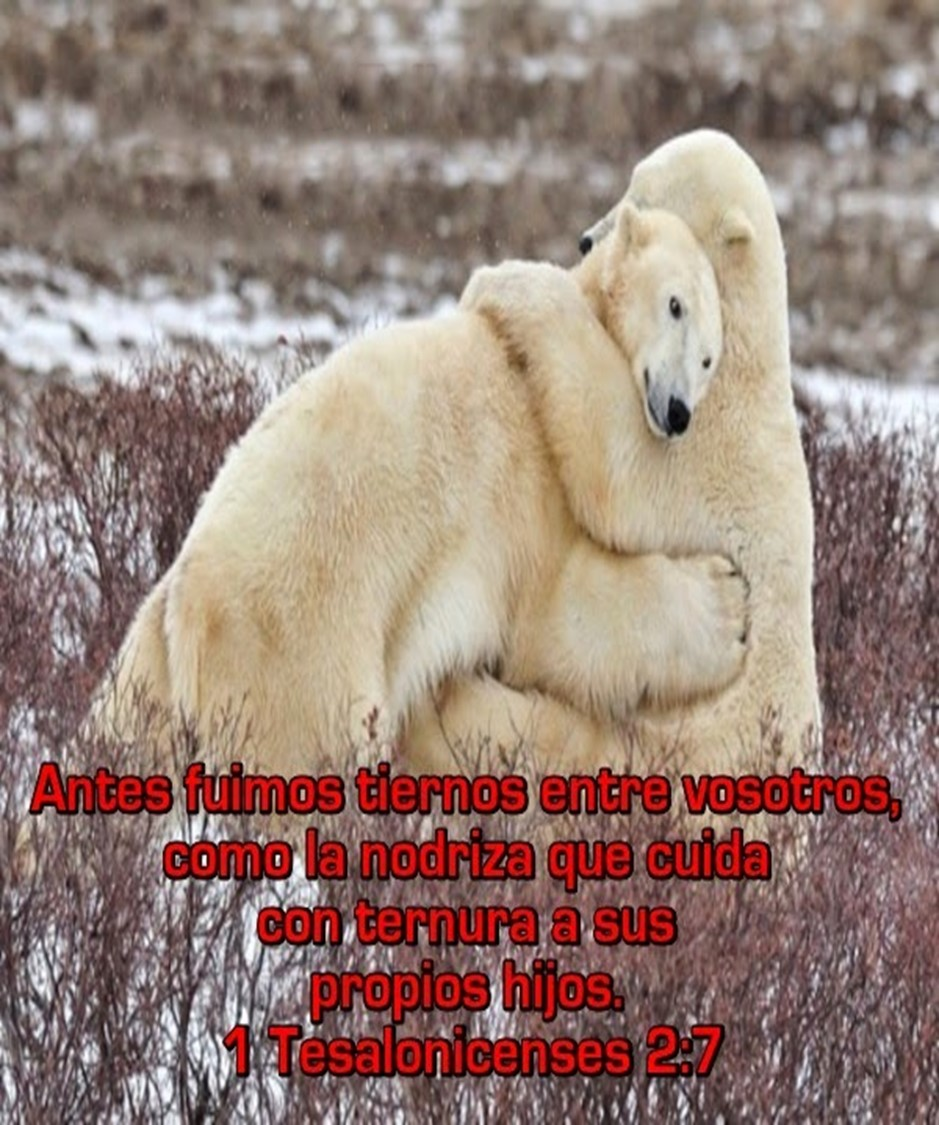 Antes fuimos tiernos entre vosotros,
como la nodriza que cuida
con ternura a sus
propios hijos.
1 Tesalonicenses 2:7